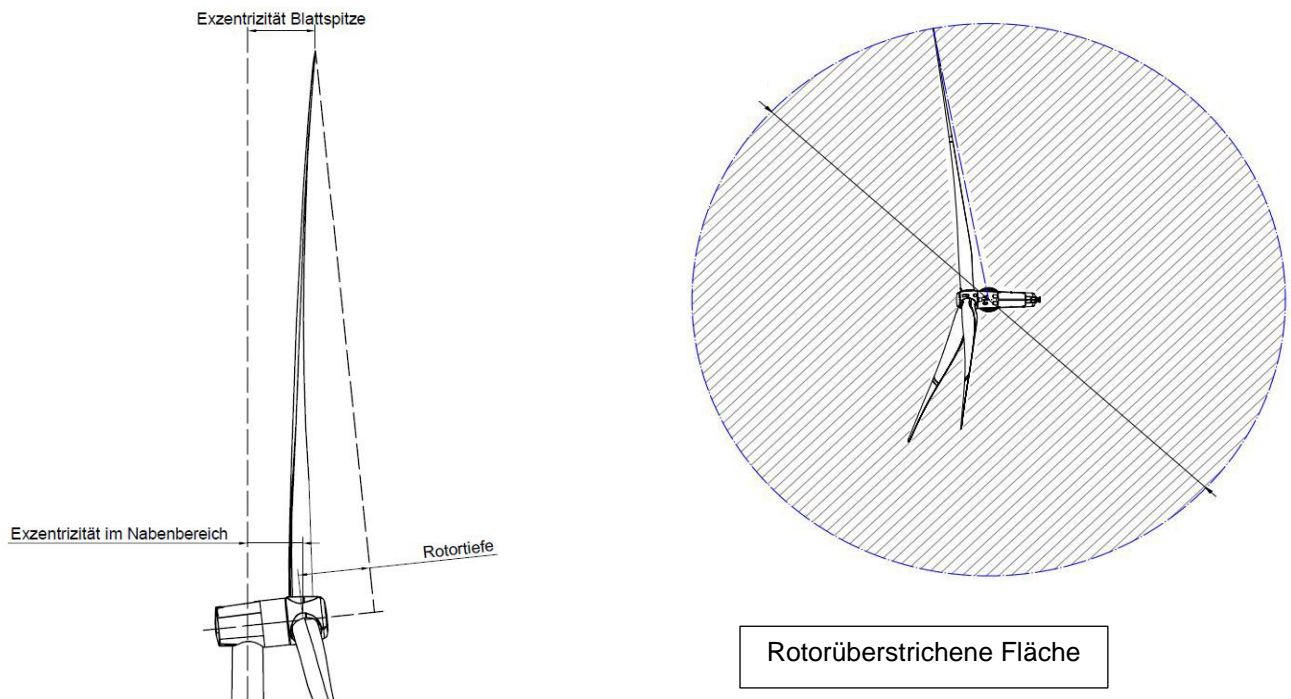 Exzentrizität Blattspitze
Exzentrizität im Nabenbereich
Rotortiefe
Rotorüberstrichene Fläche